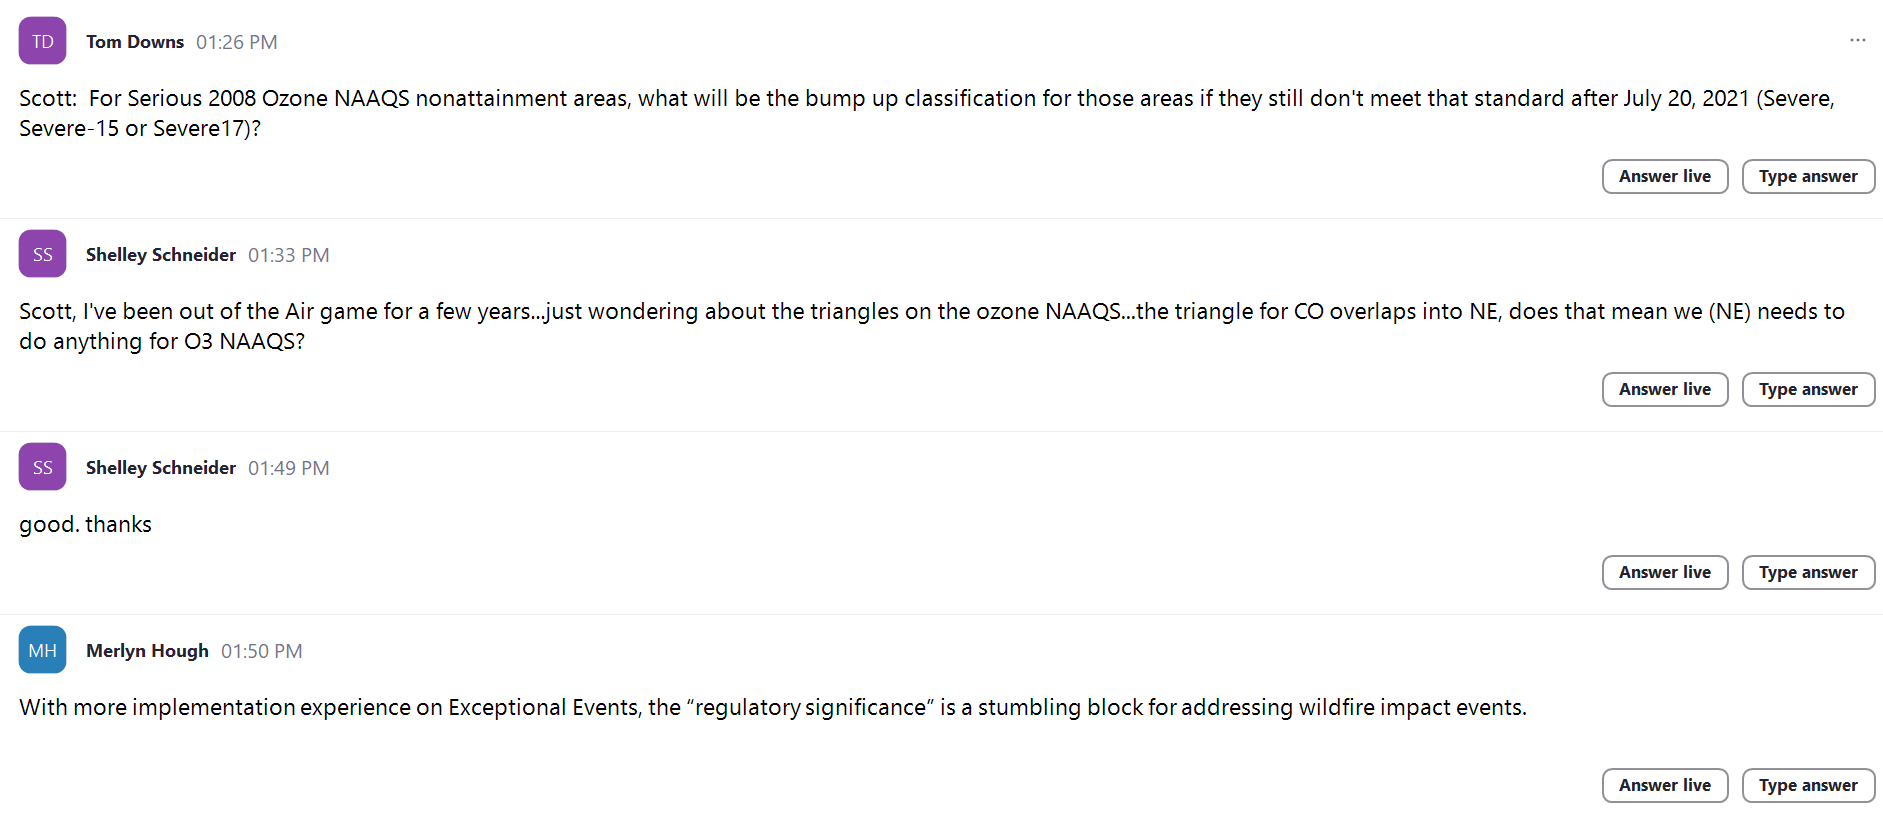 TD Tom Downs 01:26 PM ...
Scott:  For Serious 2008 Ozone NAAQS nonattainment areas, what will be the bump up classification for those areas if they still don't meet that standard after July 20, 2021 (Severe,
Severe-15 or Severe17)?
Answer live Type answer
SS Shelley Schneider 01:33 PM
Scott, I've been out of the Air game for a few years...just wondering about the triangles on the ozone NAAQS...the triangle for CO overlaps into NE, does that mean we (NE) needs to
do anything for O3 NAAQS?
Answer live Type answer
SS Shelley Schneider 01:49 PM
good. thanks
Answer live Type answer
MH Merlyn Hough 01:50 PM
With more implementation experience on Exceptional Events, the “regulatory significance” is a stumbling block for addressing wildfire impact events.
Answer live Type answer